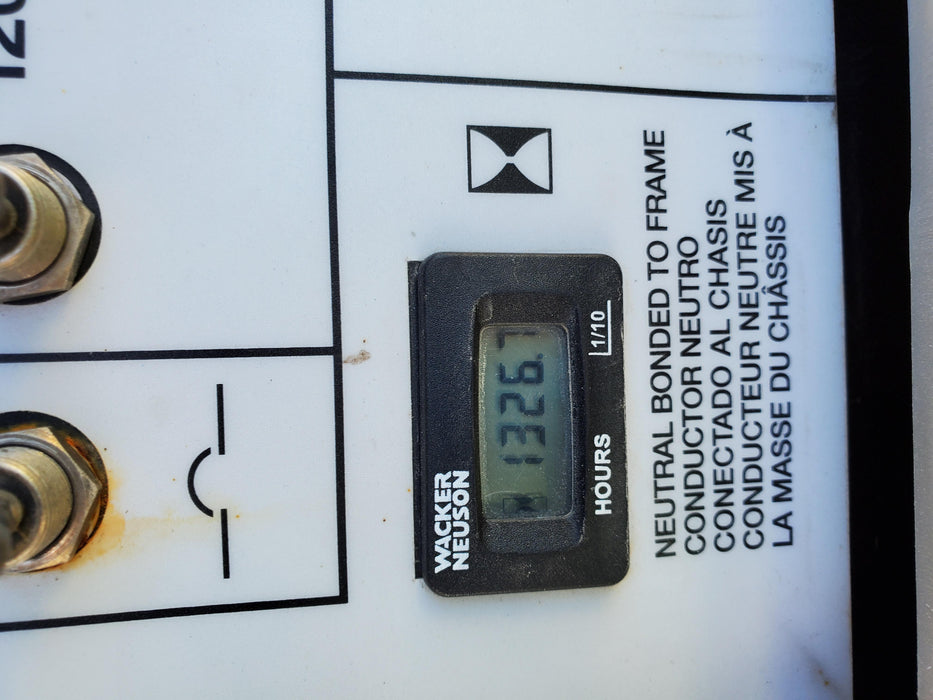 WACKER
NEUSON
1326.7
HOURS
1/10
NEUTRAL BONDED TO FRAME
CONDUCTOR NEUTRO
CONECTADO AL CHASIS
CONDUCTEUR NEUTRE MIS À
LA MASSE DU CHÂSSIS